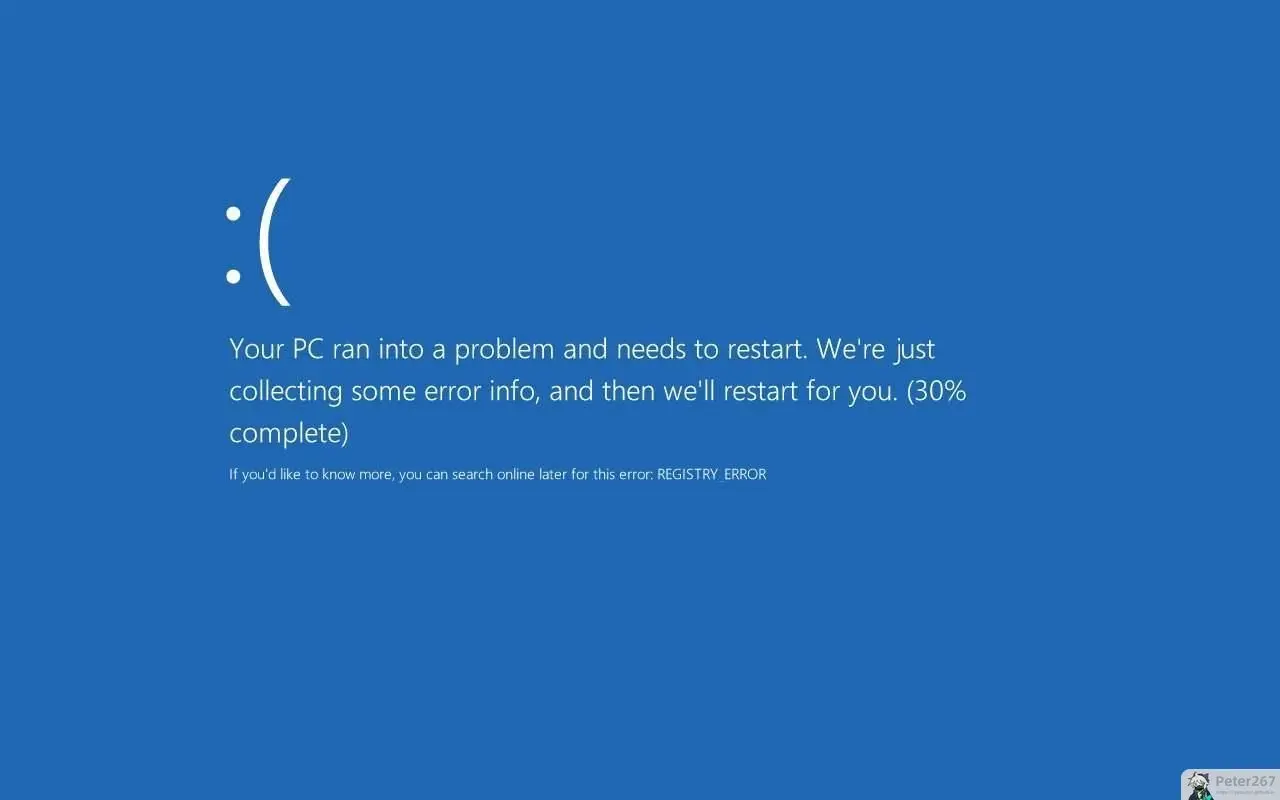 :(
Your PC ran into a problem and needs to restart. We're just
collecting some error info, and then we'll restart for you. (30%
complete)
If you'd like to know more, you can search online later for this error: REGISTRY_ERROR
Peter267